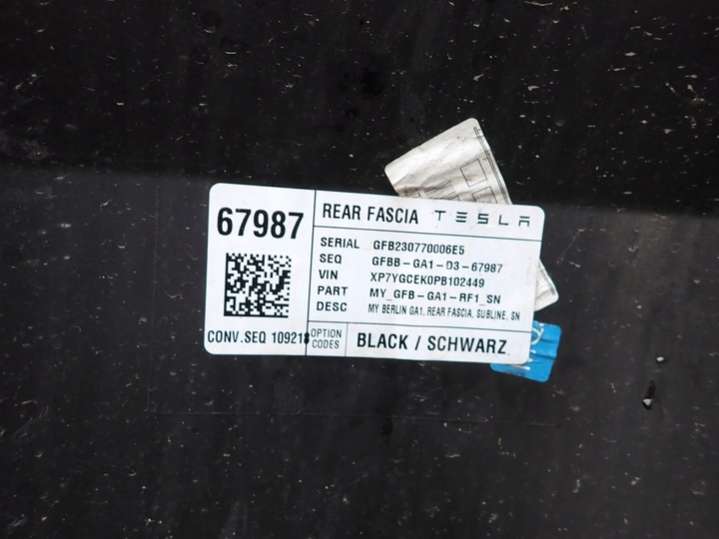 67987
REAR FASCIA TESLA
SERIAL GFB230770006E5
SEQ GFBB-GA1-D3-67987
VIN XP7YGCEK0PB102449
PART MY_GFB-GA1-RF1_SN
DESC MY BERLIN GA1, REAR FASCIA, SUBLINE, SN
CONV.SEQ
OPTION CODES BLACK / SCHWARZ